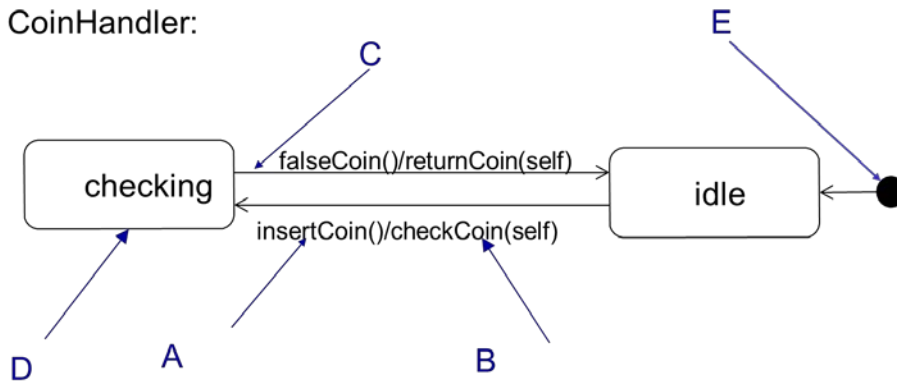 CoinHandler:
E
C
falseCoin()/returnCoin(self)
checking
idle
insertCoin()/checkCoin(self)
D
A
B